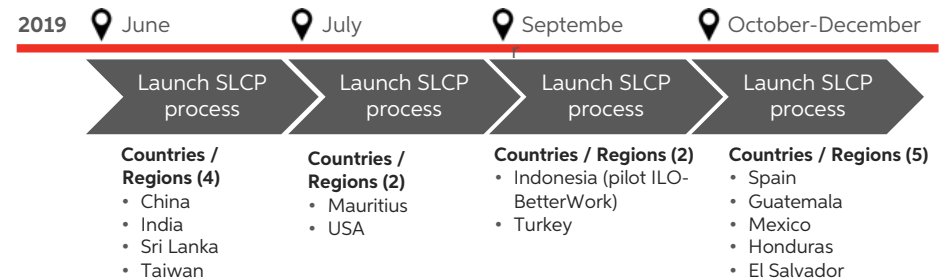 2019 June July Septembe r October-December
Launch SLCP process
Launch SLCP process
Launch SLCP process
Launch SLCP process
Countries / Regions (4)
• China
• India
• Sri Lanka
• Taiwan
Countries / Regions (2)
• Mauritius
• USA
Countries / Regions (2)
• Indonesia (pilot ILO-
BetterWork)
• Turkey
Countries / Regions (5)
• Spain
• Guatemala
• Mexico
• Honduras
• El Salvador